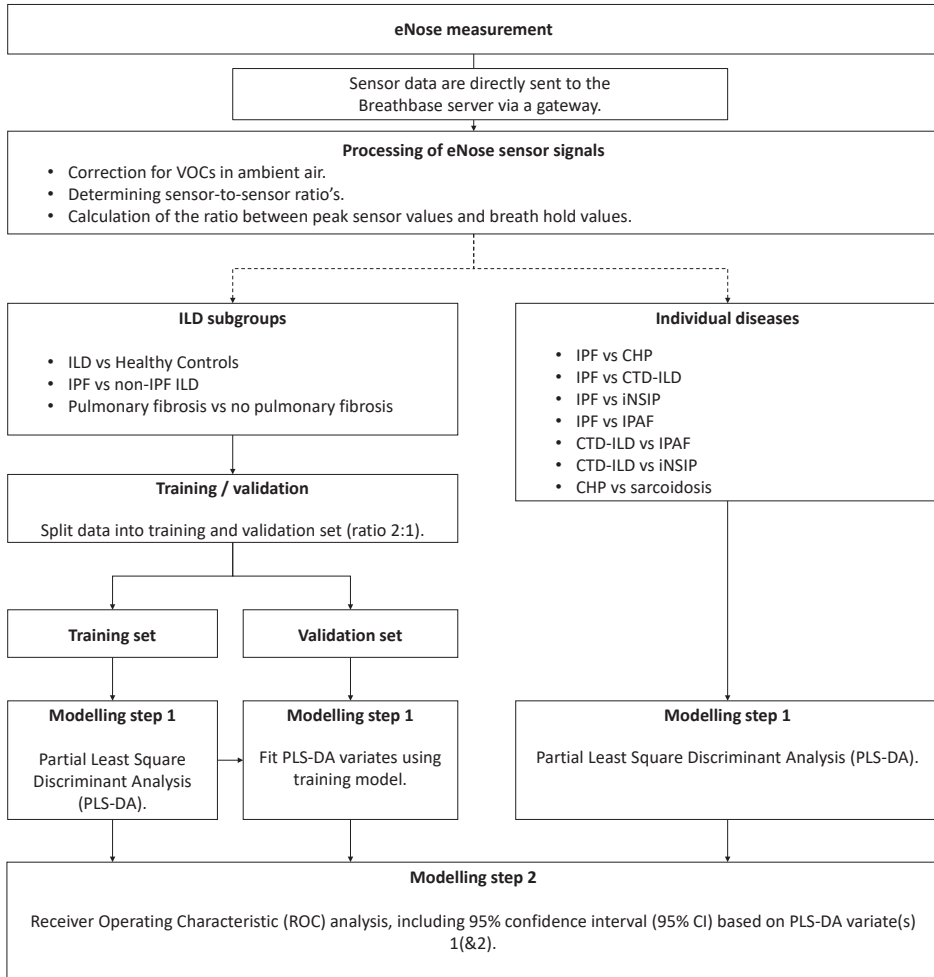 eNose measurement
Sensor data are directly sent to the
Breathbase server via a gateway.
Processing of eNose sensor signals
• Correction for VOCs in ambient air.
• Determining sensor-to-sensor ratio's.
• Calculation of the ratio between peak sensor values and breath hold values.
ILD subgroups
• ILD vs Healthy Controls
• IPF vs non-IPF ILD
• Pulmonary fibrosis vs no pulmonary fibrosis
Individual diseases
• IPF vs CHP
• IPF vs CTD-ILD
• IPF vs iNSIP
• IPF vs IPAF
• CTD-ILD vs IPAF
• CTD-ILD vs iNSIP
• CHP vs sarcoidosis
Training / validation
Split data into training and validation set (ratio 2:1).
Training set
Validation set
Modelling step 1
Partial Least Square
Discriminant Analysis
(PLS-DA).
Modelling step 1
Fit PLS-DA variates using
training model.
Modelling step 1
Partial Least Square Discriminant Analysis (PLS-DA).
Modelling step 2
Receiver Operating Characteristic (ROC) analysis, including 95% confidence interval (95% CI) based on PLS-DA variate(s)
1(&2).